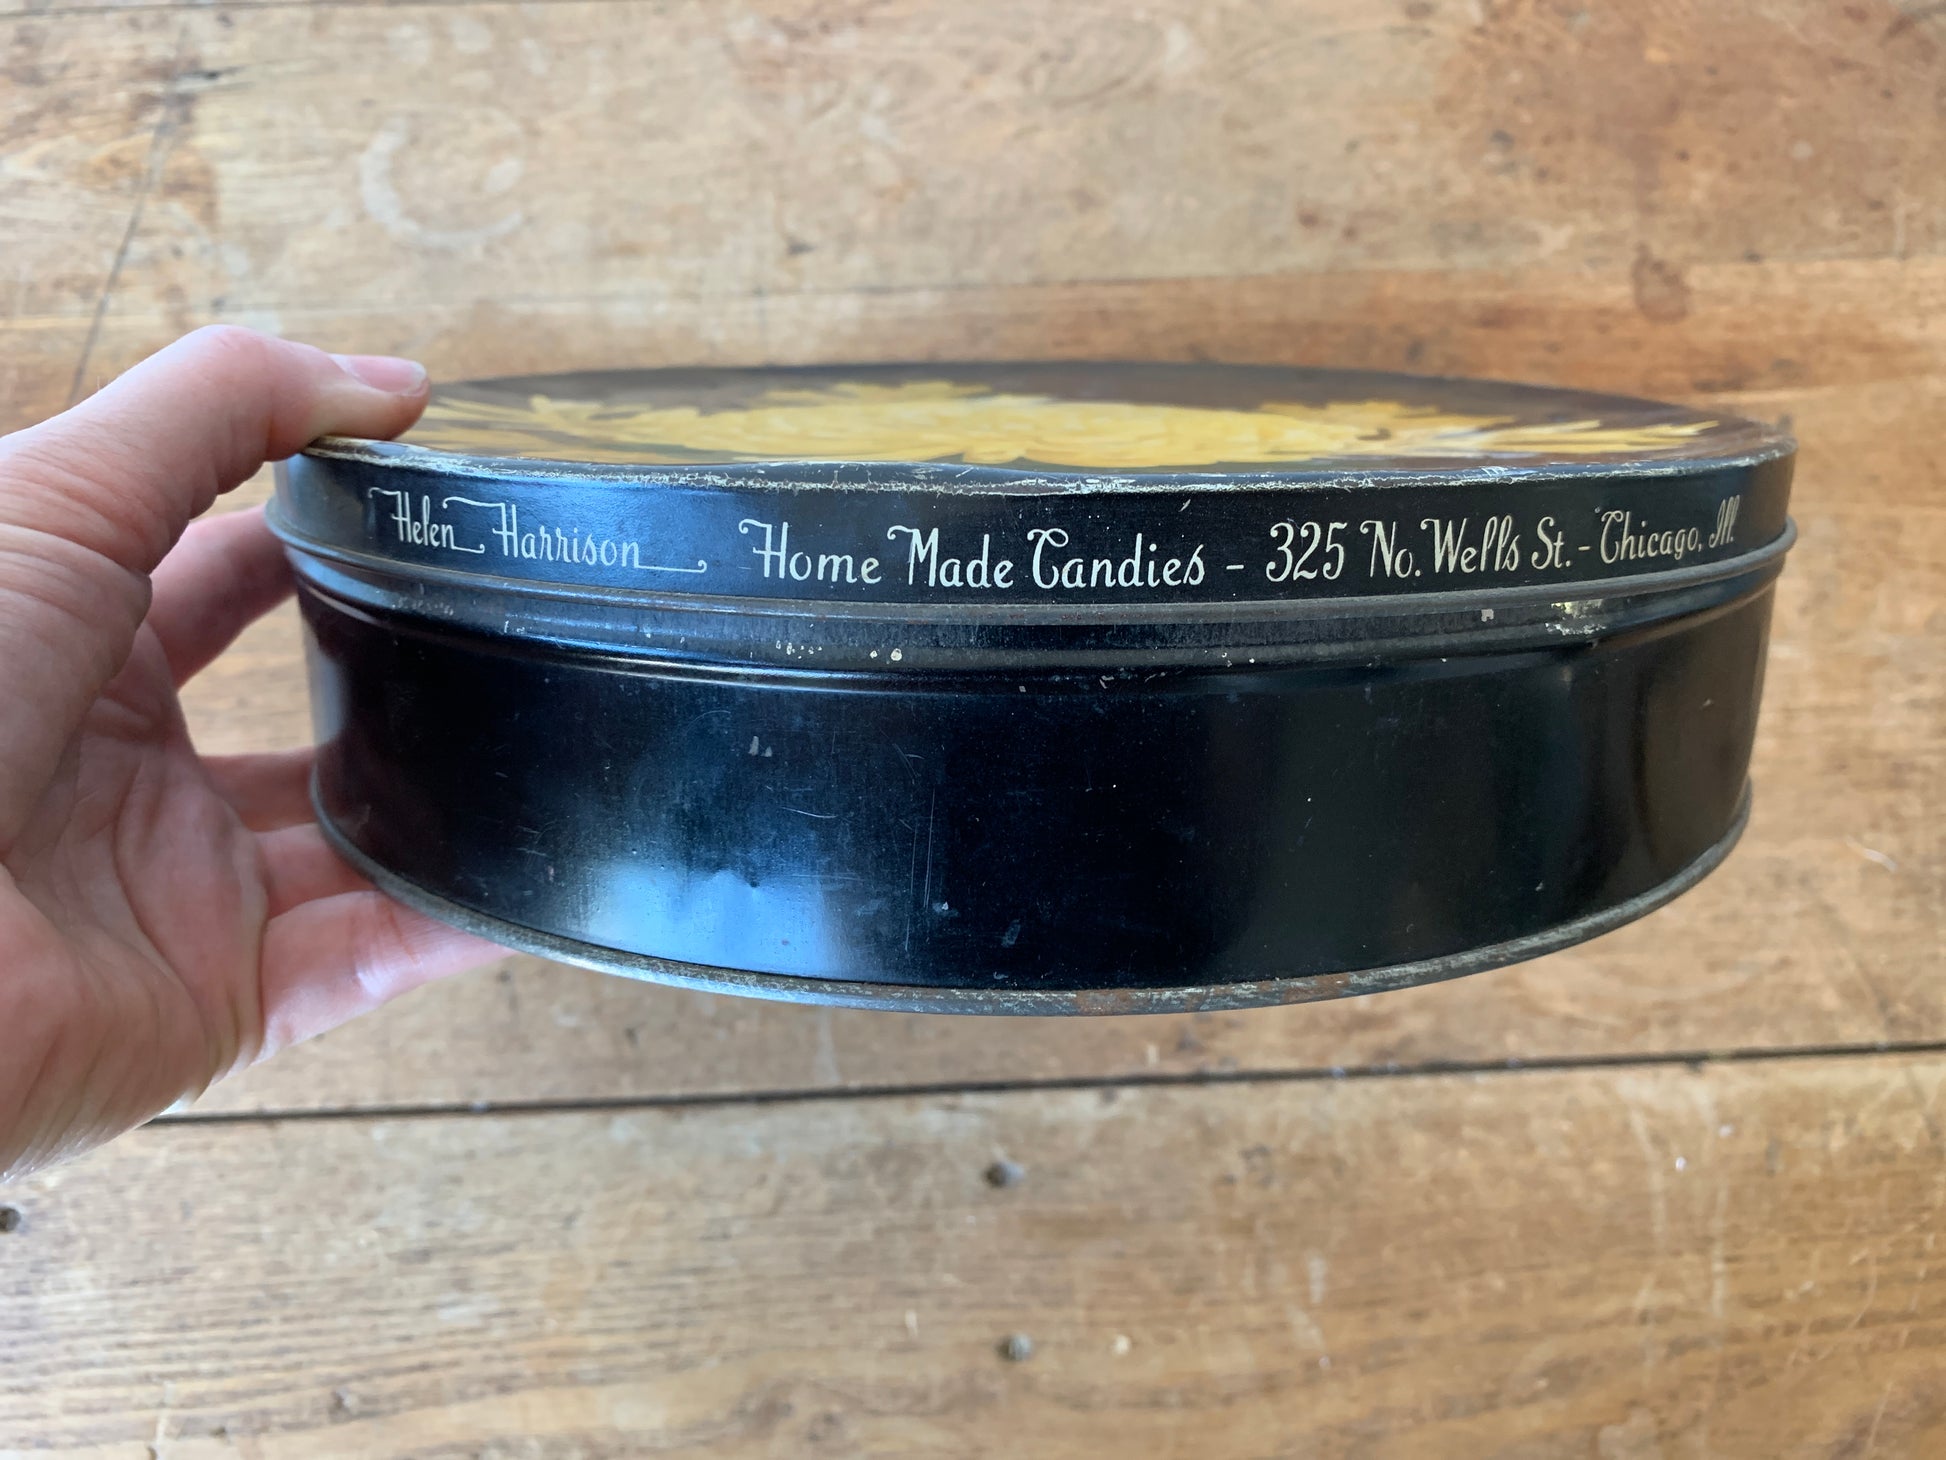 Helen Harrison Home Made Candies - 325 No. Wells St. - Chicago, Ill.